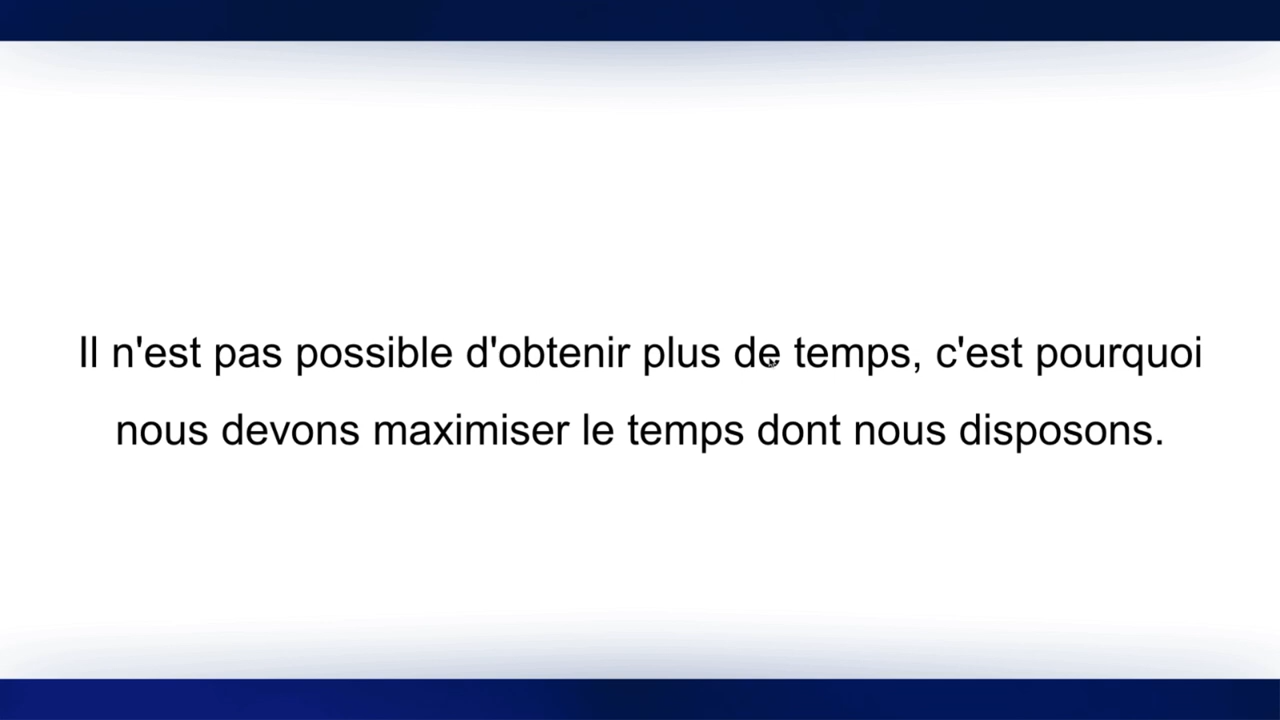 Il n'est pas possible d'obtenir plus de temps, c'est pourquoi
nous devons maximiser le temps dont nous disposons.